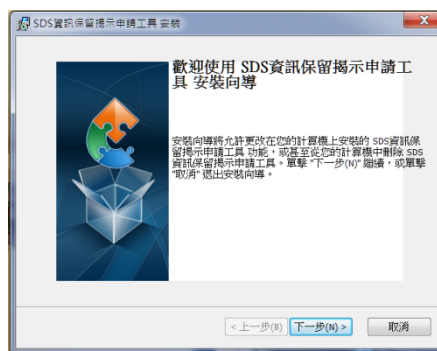 SDS資訊保留揭示申請工具 安裝
歡迎使用 SDS資訊保留揭示申請工
具 安裝向導
安裝向導將允許更改在您的計算機上安裝的 SDS資訊保
留揭示申請工具 功能，或甚至從您的計算機中刪除 SDS
資訊保留揭示申請工具。單擊 "下一步(N)" 繼續，或單擊
"取消" 退出安裝向導。
< 上一步(B)
下一步(N) >
取消